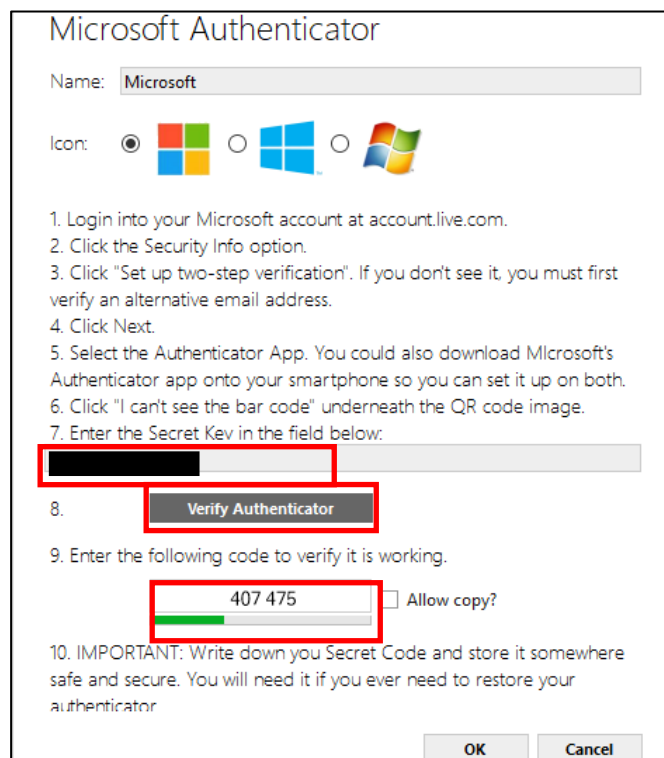 Microsoft Authenticator
Name: Microsoft
Icon:
1. Login into your Microsoft account at account.live.com.
2. Click the Security Info option.
3. Click "Set up two-step verification". If you don't see it, you must first
verify an alternative email address.
4. Click Next.
5. Select the Authenticator App. You could also download MIcrosoft's
Authenticator app onto your smartphone so you can set it up on both.
6. Click "I can't see the bar code" underneath the QR code image.
7. Enter the Secret Key in the field below:
8. Verify Authenticator
9. Enter the following code to verify it is working.
407 475 Allow copy?
10. IMPORTANT: Write down you Secret Code and store it somewhere
safe and secure. You will need it if you ever need to restore your
authenticator
OK Cancel